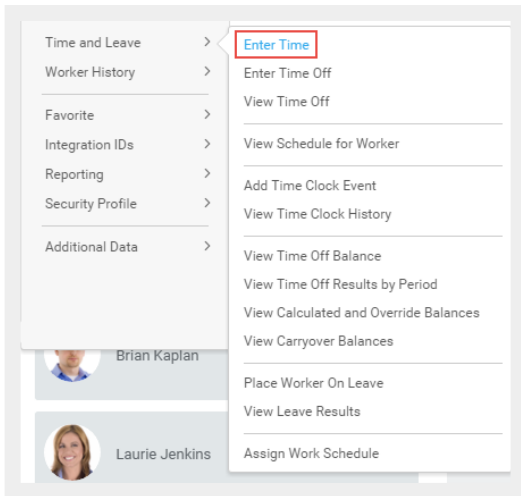 Time and Leave
Worker History
Favorite
Integration IDs
Reporting
Security Profile
Additional Data
Enter Time
Enter Time Off
View Time Off
View Schedule for Worker
Add Time Clock Event
View Time Clock History
View Time Off Balance
View Time Off Results by Period
View Calculated and Override Balances
View Carryover Balances
Place Worker On Leave
View Leave Results
Assign Work Schedule
Brian Kaplan
Laurie Jenkins